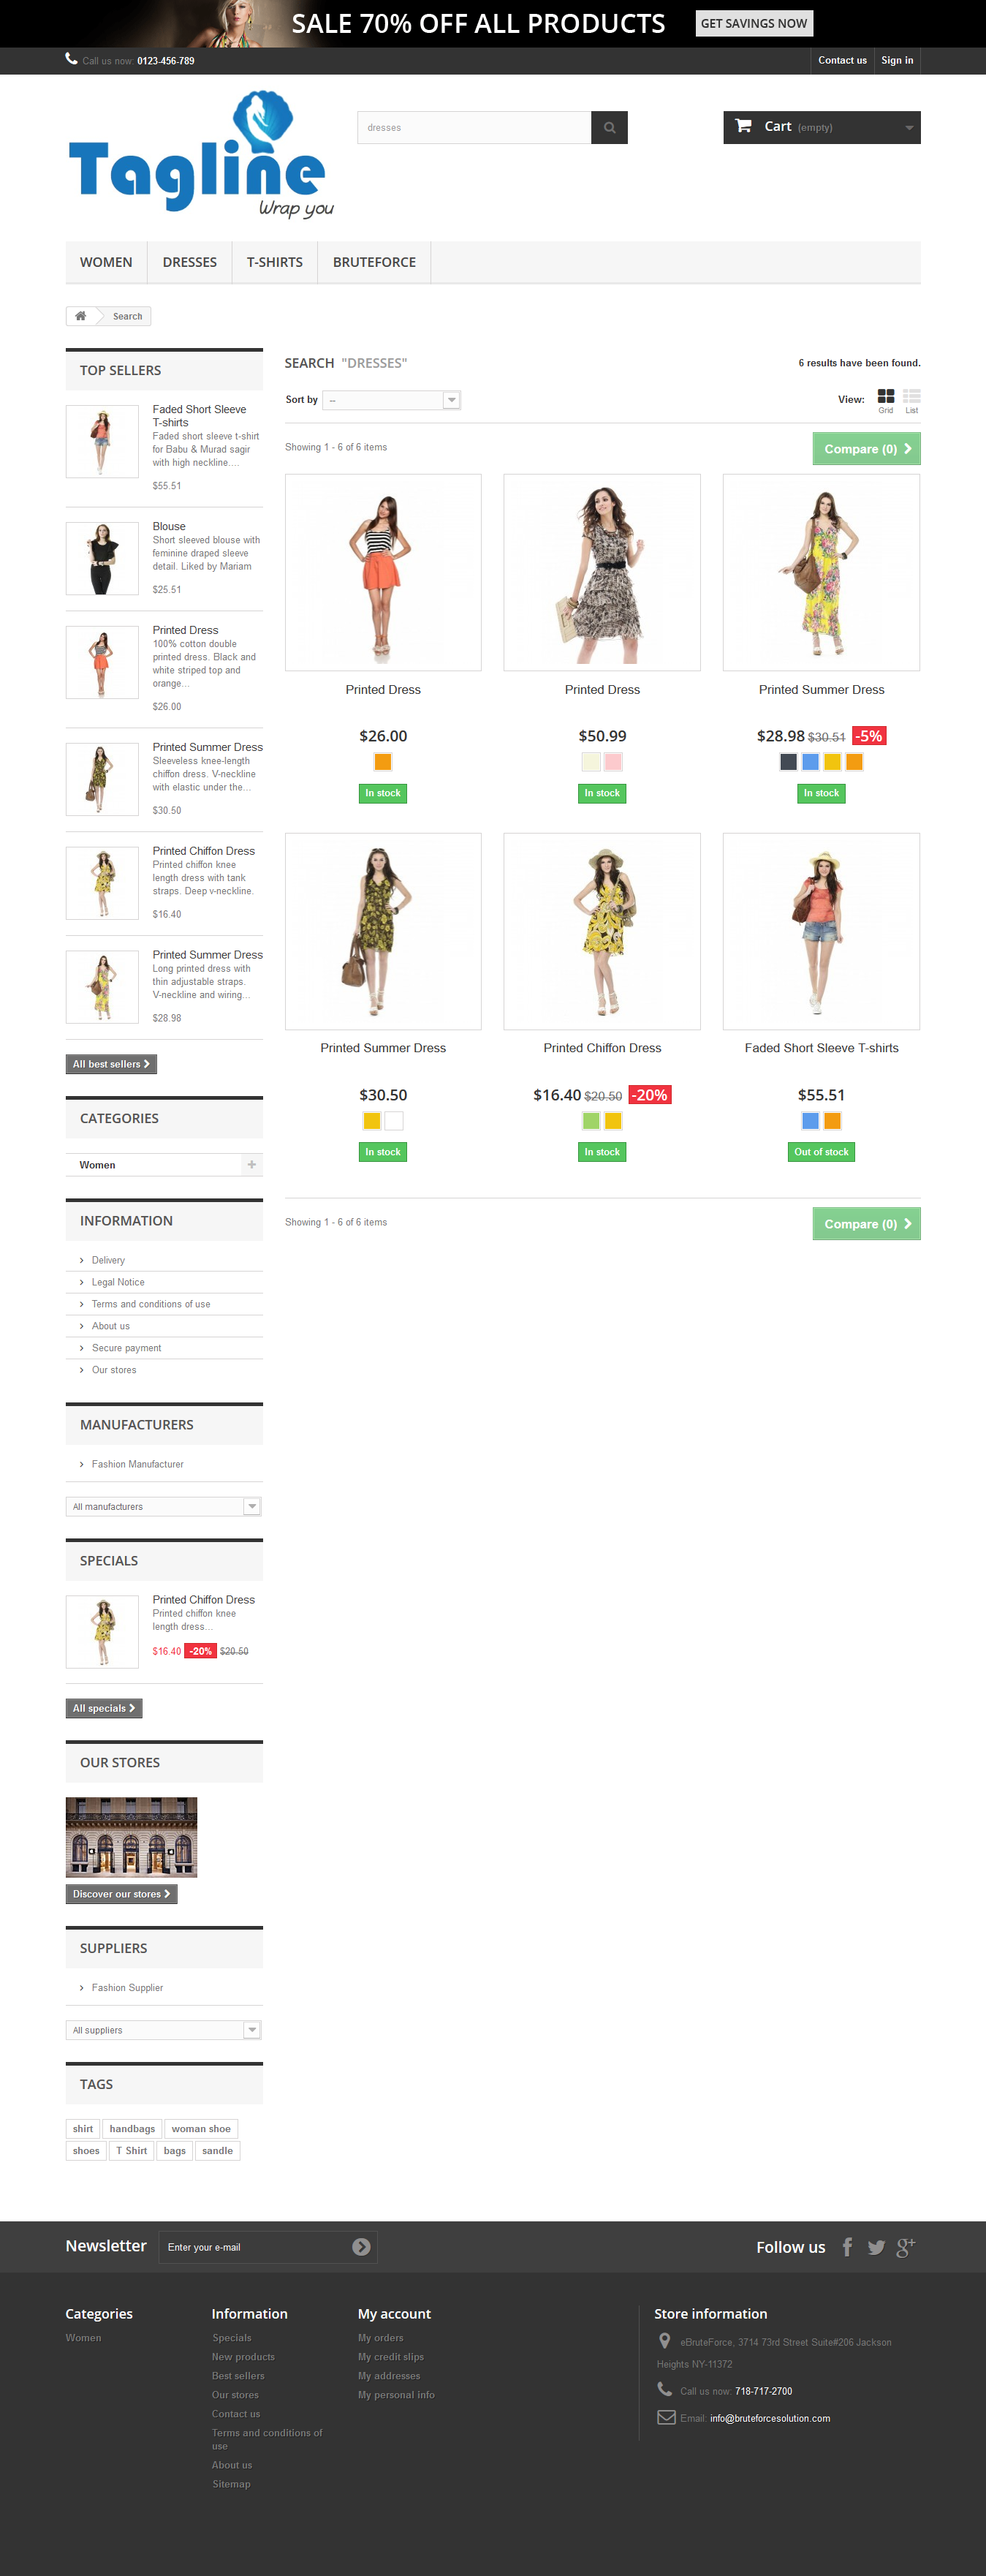 SALE 70% OFF ALL PRODUCTS
GET SAVINGS NOW
Call us now: 0123-456-789
Contact us
Sign in
Tagline
Wrap you
dresses
Cart (empty)
WOMEN
DRESSES
T-SHIRTS
BRUTEFORCE
Search
TOP SELLERS
Faded Short Sleeve
T-shirts
Faded short sleeve t-shirt
for Babu & Murad sagir
with high neckline....
$55.51
Blouse
Short sleeved blouse with
feminine draped sleeve
detail. Liked by Mariam
$25.51
Printed Dress
100% cotton double
printed dress. Black and
white striped top and
orange...
$26.00
Printed Summer Dress
Sleeveless knee-length
chiffon dress. V-neckline
with elastic under the...
$30.50
Printed Chiffon Dress
Printed chiffon knee
length dress with tank
straps. Deep v-neckline.
$16.40
Printed Summer Dress
Long printed dress with
thin adjustable straps.
V-neckline and wiring...
$28.98
All best sellers
CATEGORIES
Women
INFORMATION
Delivery
Legal Notice
Terms and conditions of use
About us
Secure payment
Our stores
MANUFACTURERS
Fashion Manufacturer
All manufacturers
SPECIALS
Printed Chiffon Dress
Printed chiffon knee
length dress...
$16.40 -20% $20.50
All specials
OUR STORES
Discover our stores
SUPPLIERS
Fashion Supplier
All suppliers
TAGS
shirt handbags woman shoe
shoes T Shirt bags sandle
SEARCH "DRESSES"
6 results have been found.
Sort by --
View:
Grid
List
Showing 1 - 6 of 6 items
Compare (0)
Printed Dress
$26.00
In stock
Printed Dress
$50.99
In stock
Printed Summer Dress
$28.98 $30.51 -5%
In stock
Printed Summer Dress
$30.50
In stock
Printed Chiffon Dress
$16.40 $20.50 -20%
In stock
Faded Short Sleeve T-shirts
$55.51
Out of stock
Showing 1 - 6 of 6 items
Compare (0)
Newsletter
Enter your e-mail
Follow us
Categories
Women
Information
Specials
New products
Best sellers
Our stores
Contact us
Terms and conditions of
use
About us
Sitemap
My account
My orders
My credit slips
My addresses
My personal info
Store information
eBruteForce, 3714 73rd Street Suite#206 Jackson
Heights NY-11372
Call us now: 718-717-2700
Email: info@bruteforcesolution.com